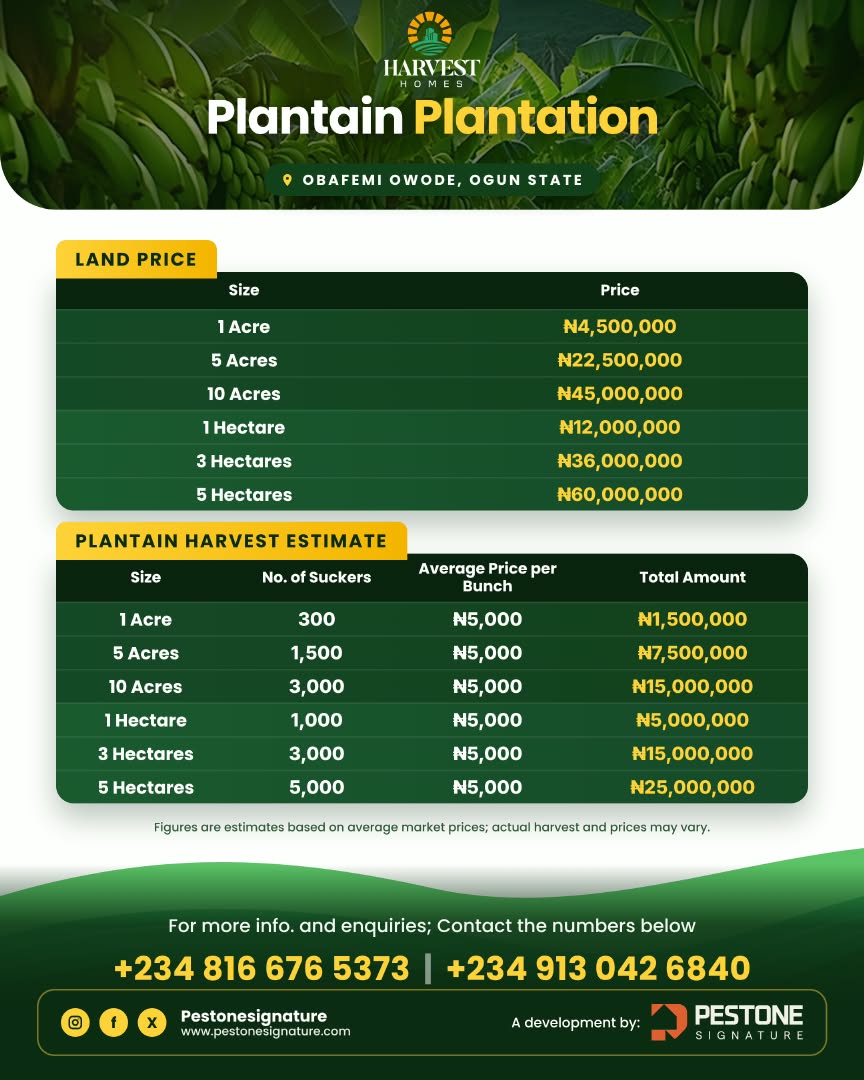 HARVEST
HOMES
Plantain Plantation
OBAFEMI OWODE, OGUN STATE
LAND PRICE
Size Price
1 Acre ₦4,500,000
5 Acres ₦22,500,000
10 Acres ₦45,000,000
1 Hectare ₦12,000,000
3 Hectares ₦36,000,000
5 Hectares ₦60,000,000
PLANTAIN HARVEST ESTIMATE
Size No. of Suckers Average Price per Bunch Total Amount
1 Acre 300 ₦5,000 ₦1,500,000
5 Acres 1,500 ₦5,000 ₦7,500,000
10 Acres 3,000 ₦5,000 ₦15,000,000
1 Hectare 1,000 ₦5,000 ₦5,000,000
3 Hectares 3,000 ₦5,000 ₦15,000,000
5 Hectares 5,000 ₦5,000 ₦25,000,000
Figures are estimates based on average market prices; actual harvest and prices may vary.
For more info. and enquiries; Contact the numbers below
+234 816 676 5373 | +234 913 042 6840
Pestonesignature
www.pestonesignature.com
A development by: PESTONE
SIGNATURE